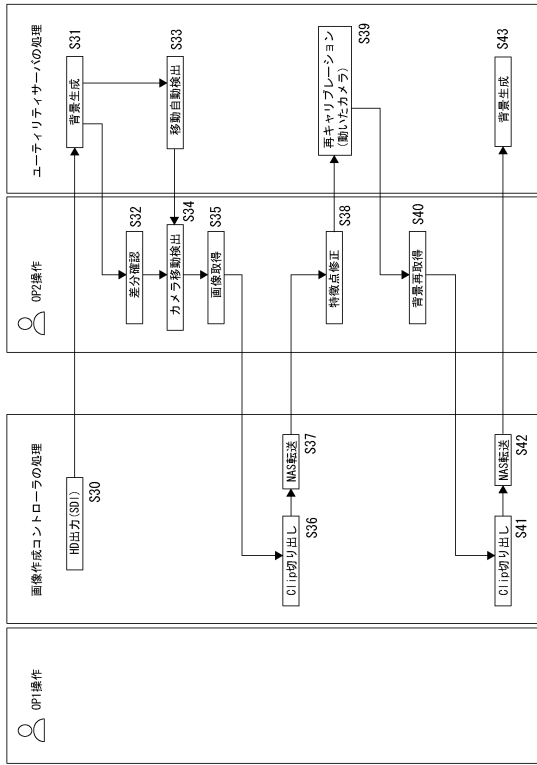 OP1操作
画像作成コントローラの処理
OP2操作
ユーティリティサーバの処理
HD出力(SDI)
S30
背景生成
S31
差分確認
S32
移動自動検出
S33
カメラ移動検出
S34
画像取得
S35
Clip切り出し
S36
NAS転送
S37
特徴点修正
S38
再キャリブレーション
(動いたカメラ)
S39
背景再取得
S40
Clip切り出し
S41
NAS転送
S42
背景生成
S43